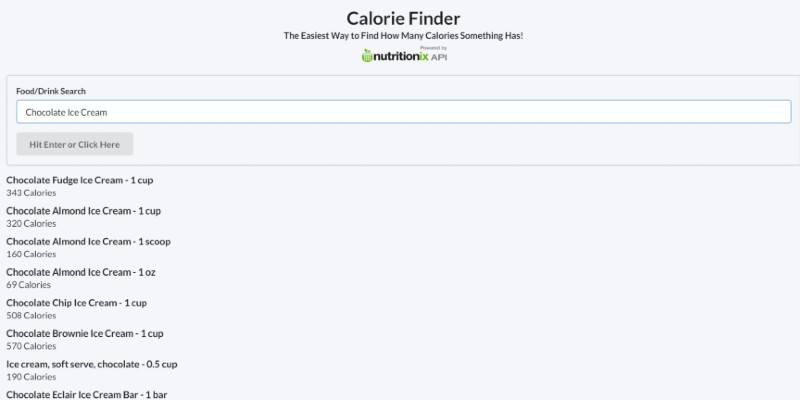 Calorie Finder
The Easiest Way to Find How Many Calories Something Has!
Powered by
nutritionix API
Food/Drink Search
Chocolate Ice Cream
Hit Enter or Click Here
Chocolate Fudge Ice Cream - 1 cup
343 Calories
Chocolate Almond Ice Cream - 1 cup
320 Calories
Chocolate Almond Ice Cream - 1 scoop
160 Calories
Chocolate Almond Ice Cream - 1 oz
69 Calories
Chocolate Chip Ice Cream - 1 cup
508 Calories
Chocolate Brownie Ice Cream - 1 cup
570 Calories
Ice cream, soft serve, chocolate - 0.5 cup
190 Calories
Chocolate Eclair Ice Cream Bar - 1 bar